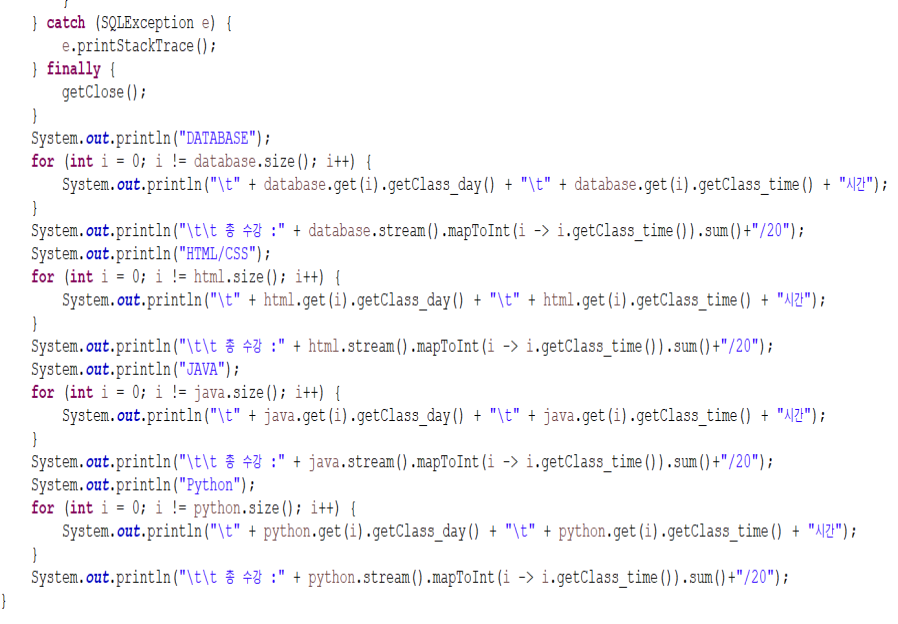 }
} catch (SQLException e) {
e.printStackTrace();
} finally {
getClose();
}
System.out.println("DATABASE");
for (int i = 0; i != database.size(); i++) {
System.out.println("\t" + database.get(i).getClass_day() + "\t" + database.get(i).getClass_time() + "시간");
}
System.out.println("\t\t 총 수강 :" + database.stream().mapToInt(i -> i.getClass_time()).sum()+"/20");
System.out.println("HTML/CSS");
for (int i = 0; i != html.size(); i++) {
System.out.println("\t" + html.get(i).getClass_day() + "\t" + html.get(i).getClass_time() + "시간");
}
System.out.println("\t\t 총 수강 :" + html.stream().mapToInt(i -> i.getClass_time()).sum()+"/20");
System.out.println("JAVA");
for (int i = 0; i != java.size(); i++) {
System.out.println("\t" + java.get(i).getClass_day() + "\t" + java.get(i).getClass_time() + "시간");
}
System.out.println("\t\t 총 수강 :" + java.stream().mapToInt(i -> i.getClass_time()).sum()+"/20");
System.out.println("Python");
for (int i = 0; i != python.size(); i++) {
System.out.println("\t" + python.get(i).getClass_day() + "\t" + python.get(i).getClass_time() + "시간");
}
System.out.println("\t\t 총 수강 :" + python.stream().mapToInt(i -> i.getClass_time()).sum()+"/20");
}